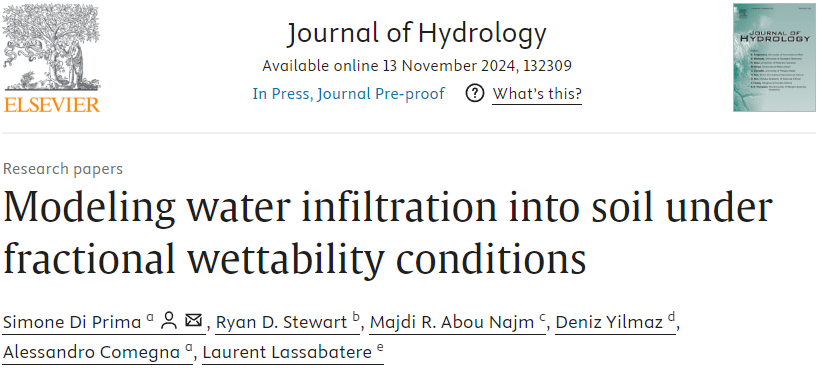 ELSEVIER
Journal of Hydrology
Available online 13 November 2024, 132309
In Press, Journal Pre-proof What's this?
JOURNAL OF
HYDROLOGY
Research papers
Modeling water infiltration into soil under
fractional wettability conditions
Simone Di Prima a, Ryan D. Stewart b, Majdi R. Abou Najm c, Deniz Yilmaz d,
Alessandro Comegna a, Laurent Lassabatere e